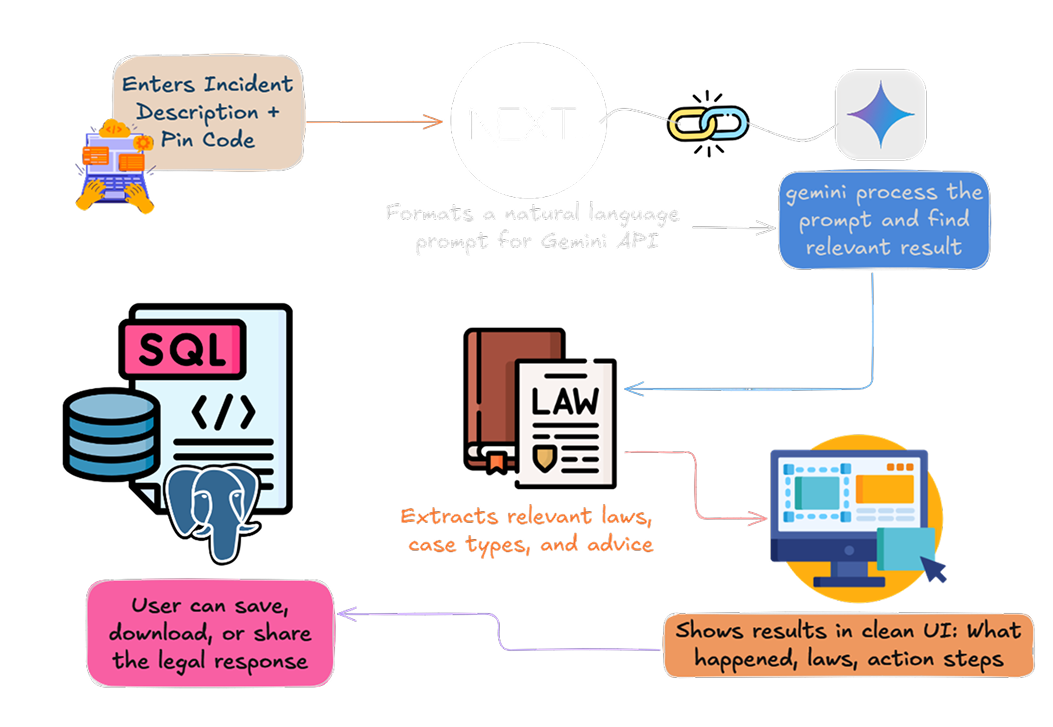 Enters Incident
Description +
Pin Code
NEXT
Formats a natural language
prompt for Gemini API
gemini process the
prompt and find
relevant result
SQL
</>
LAW
Extracts relevant laws,
case types, and advice
User can save,
download, or share
the legal response
Shows results in clean UI: What
happened, laws, action steps